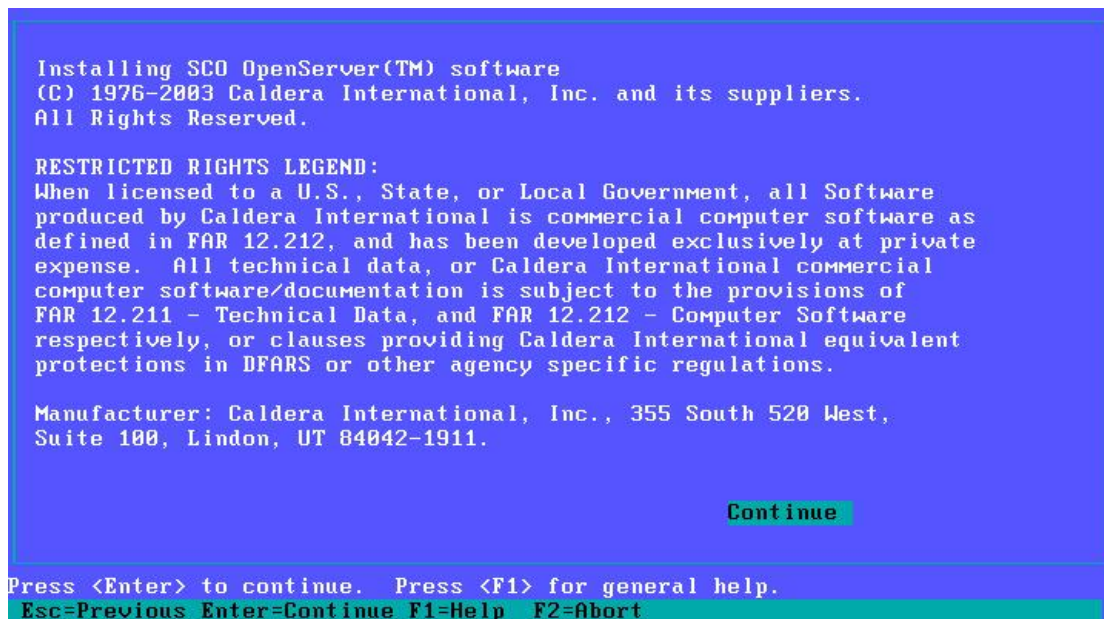 Installing SCO OpenServer(TM) software
(C) 1976-2003 Caldera International, Inc. and its suppliers.
All Rights Reserved.
RESTRICTED RIGHTS LEGEND:
When licensed to a U.S., State, or Local Government, all Software
produced by Caldera International is commercial computer software as
defined in FAR 12.212, and has been developed exclusively at private
expense.  All technical data, or Caldera International commercial
computer software/documentation is subject to the provisions of
FAR 12.211 - Technical Data, and FAR 12.212 - Computer Software
respectively, or clauses providing Caldera International equivalent
protections in DFARS or other agency specific regulations.
Manufacturer: Caldera International, Inc., 355 South 520 West,
Suite 100, Lindon, UT 84042-1911.
Continue
Press <Enter> to continue.  Press <F1> for general help.
Esc=Previous Enter=Continue F1=Help  F2=Abort